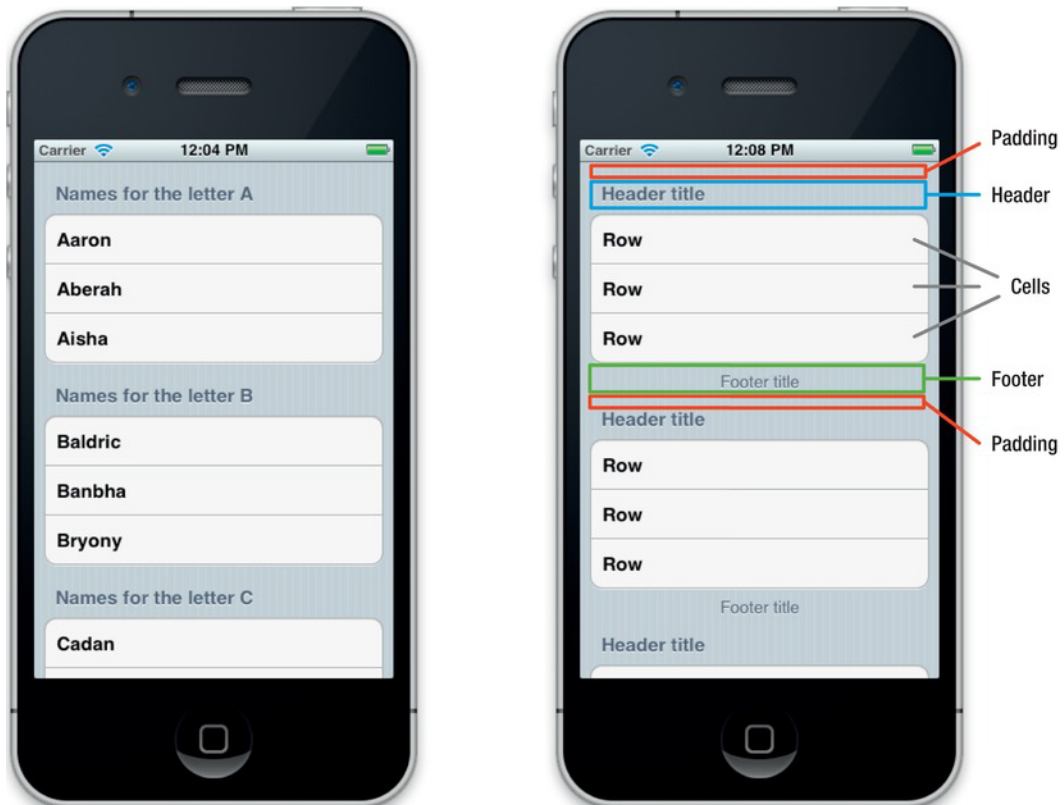 Carrier 12:04 PM
Names for the letter A
Aaron
Aberah
Aisha
Names for the letter B
Baldric
Banbha
Bryony
Names for the letter C
Cadan
Carrier 12:08 PM
Header title
Row
Row
Row
Footer title
Header title
Row
Row
Row
Footer title
Header title
Padding
Header
Cells
Footer
Padding